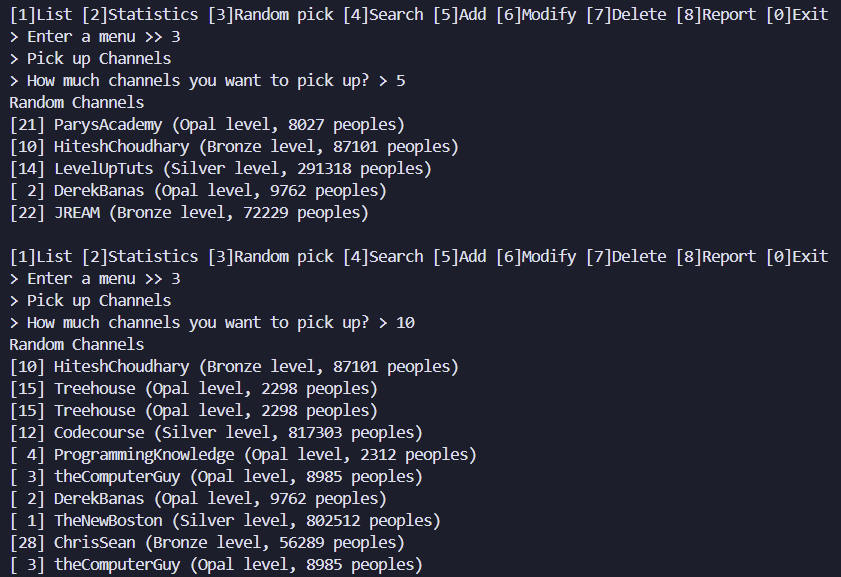 [1]List [2]Statistics [3]Random pick [4]Search [5]Add [6]Modify [7]Delete [8]Report [0]Exit
> Enter a menu >> 3
> Pick up Channels
> How much channels you want to pick up? > 5
Random Channels
[21] ParysAcademy (Opal level, 8027 peoples)
[10] HiteshChoudhary (Bronze level, 87101 peoples)
[14] LevelUpTuts (Silver level, 291318 peoples)
[ 2] DerekBanas (Opal level, 9762 peoples)
[22] JREAM (Bronze level, 72229 peoples)

[1]List [2]Statistics [3]Random pick [4]Search [5]Add [6]Modify [7]Delete [8]Report [0]Exit
> Enter a menu >> 3
> Pick up Channels
> How much channels you want to pick up? > 10
Random Channels
[10] HiteshChoudhary (Bronze level, 87101 peoples)
[15] Treehouse (Opal level, 2298 peoples)
[15] Treehouse (Opal level, 2298 peoples)
[12] Codecourse (Silver level, 817303 peoples)
[ 4] ProgrammingKnowledge (Opal level, 2312 peoples)
[ 3] theComputerGuy (Opal level, 8985 peoples)
[ 2] DerekBanas (Opal level, 9762 peoples)
[ 1] TheNewBoston (Silver level, 802512 peoples)
[28] ChrisSean (Bronze level, 56289 peoples)
[ 3] theComputerGuy (Opal level, 8985 peoples)